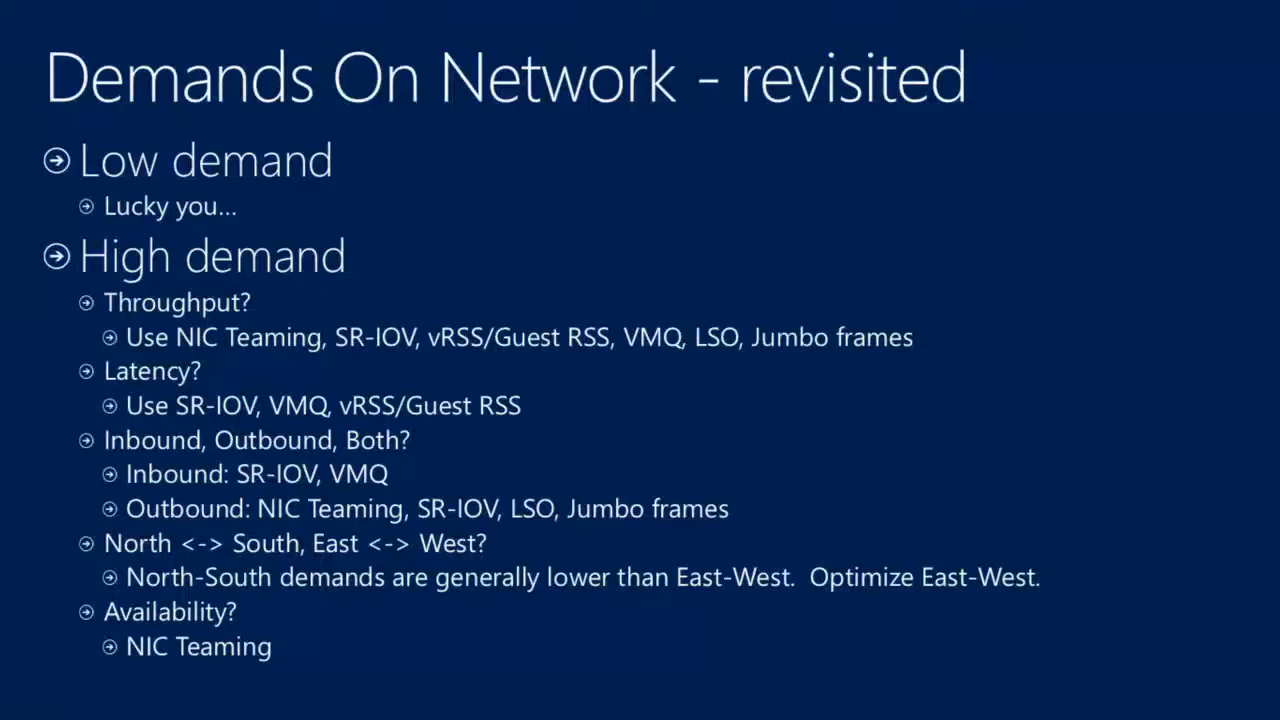 Demands On Network - revisited
Low demand
Lucky you...
High demand
Throughput?
Use NIC Teaming, SR-IOV, vRSS/Guest RSS, VMQ, LSO, Jumbo frames
Latency?
Use SR-IOV, VMQ, vRSS/Guest RSS
Inbound, Outbound, Both?
Inbound: SR-IOV, VMQ
Outbound: NIC Teaming, SR-IOV, LSO, Jumbo frames
North <-> South, East <-> West?
North-South demands are generally lower than East-West.  Optimize East-West.
Availability?
NIC Teaming